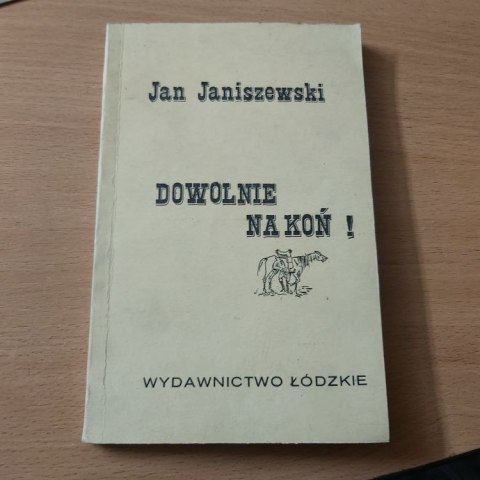 Jan Janiszewski
DOWOLNIE
NA KOŃ !
WYDAWNICTWO ŁÓDZKIE